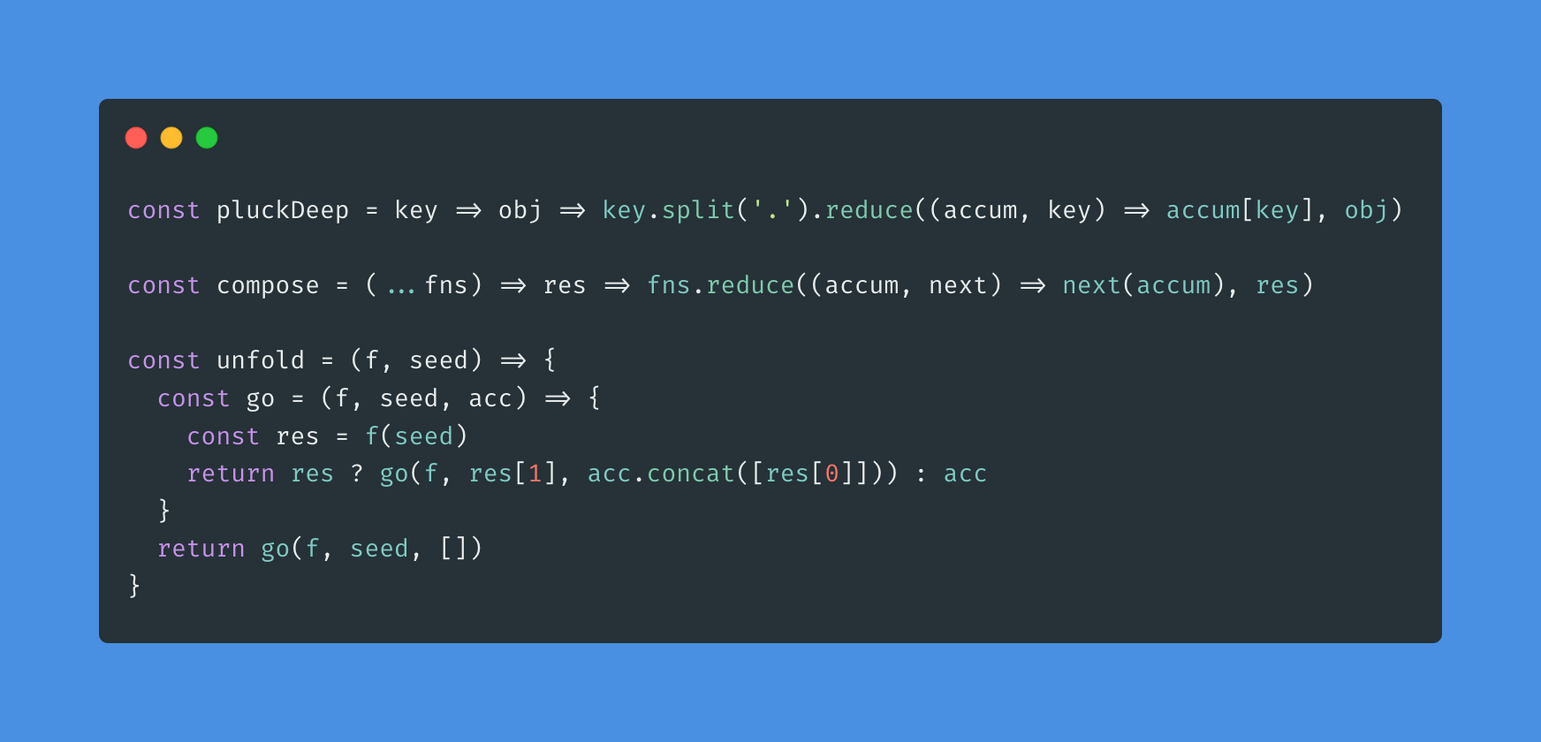 const pluckDeep = key => obj => key.split('.').reduce((accum, key) => accum[key], obj)
const compose = (...fns) => res => fns.reduce((accum, next) => next(accum), res)
const unfold = (f, seed) => {
  const go = (f, seed, acc) => {
    const res = f(seed)
    return res ? go(f, res[1], acc.concat([res[0]])) : acc
  }
  return go(f, seed, [])
}